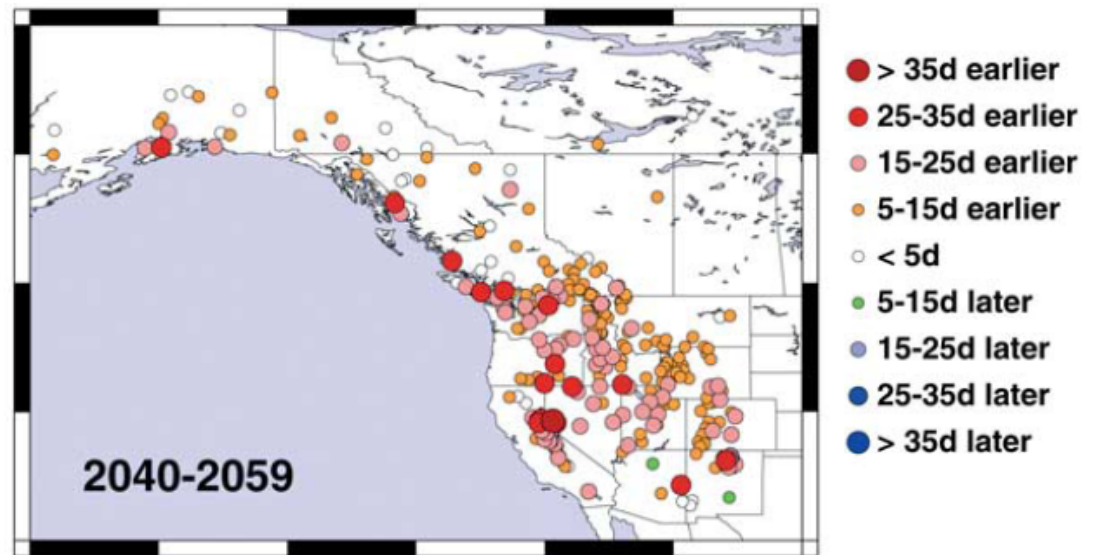 > 35d earlier
25-35d earlier
15-25d earlier
5-15d earlier
< 5d
5-15d later
15-25d later
25-35d later
> 35d later
2040-2059